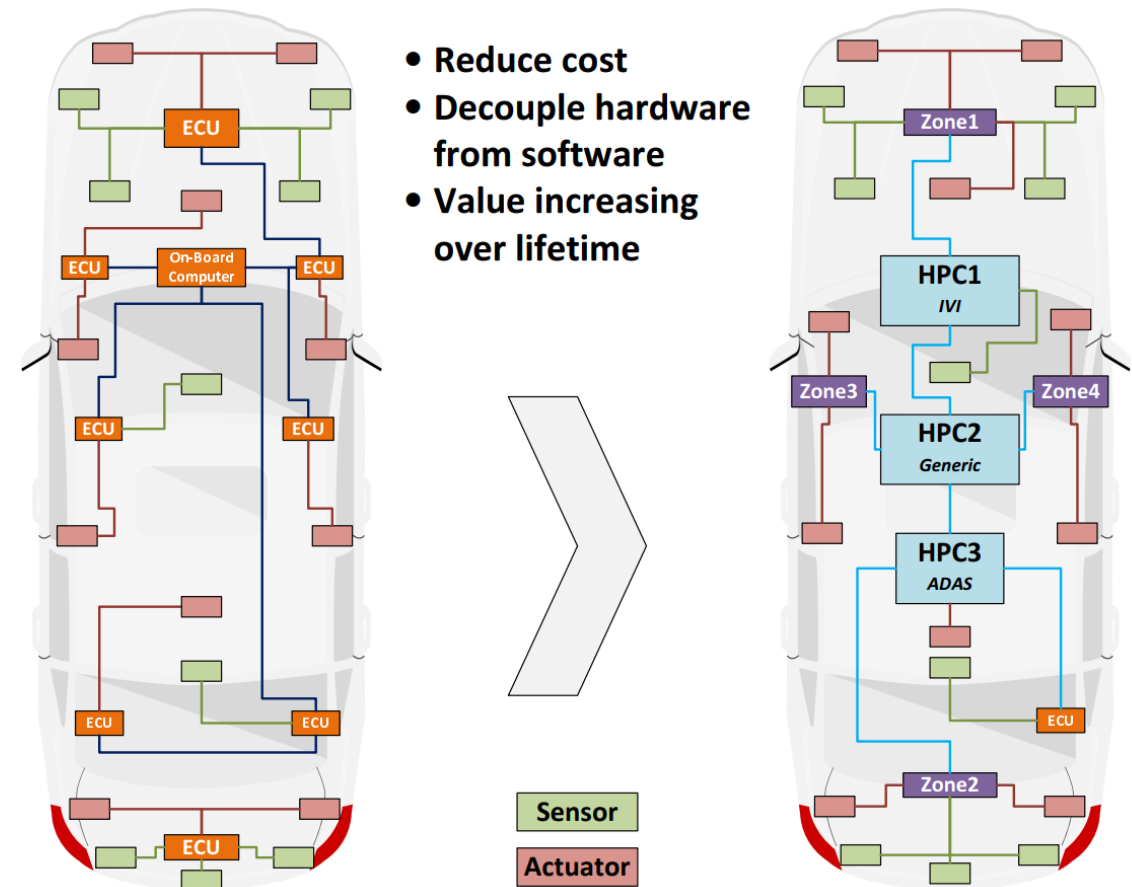 • Reduce cost
• Decouple hardware
from software
• Value increasing
over lifetime
ECU
ECU
On-Board
Computer
ECU
ECU
ECU
ECU
ECU
ECU
Zone1
HPC1
IVI
Zone3
Zone4
HPC2
Generic
HPC3
ADAS
ECU
Zone2
Sensor
Actuator